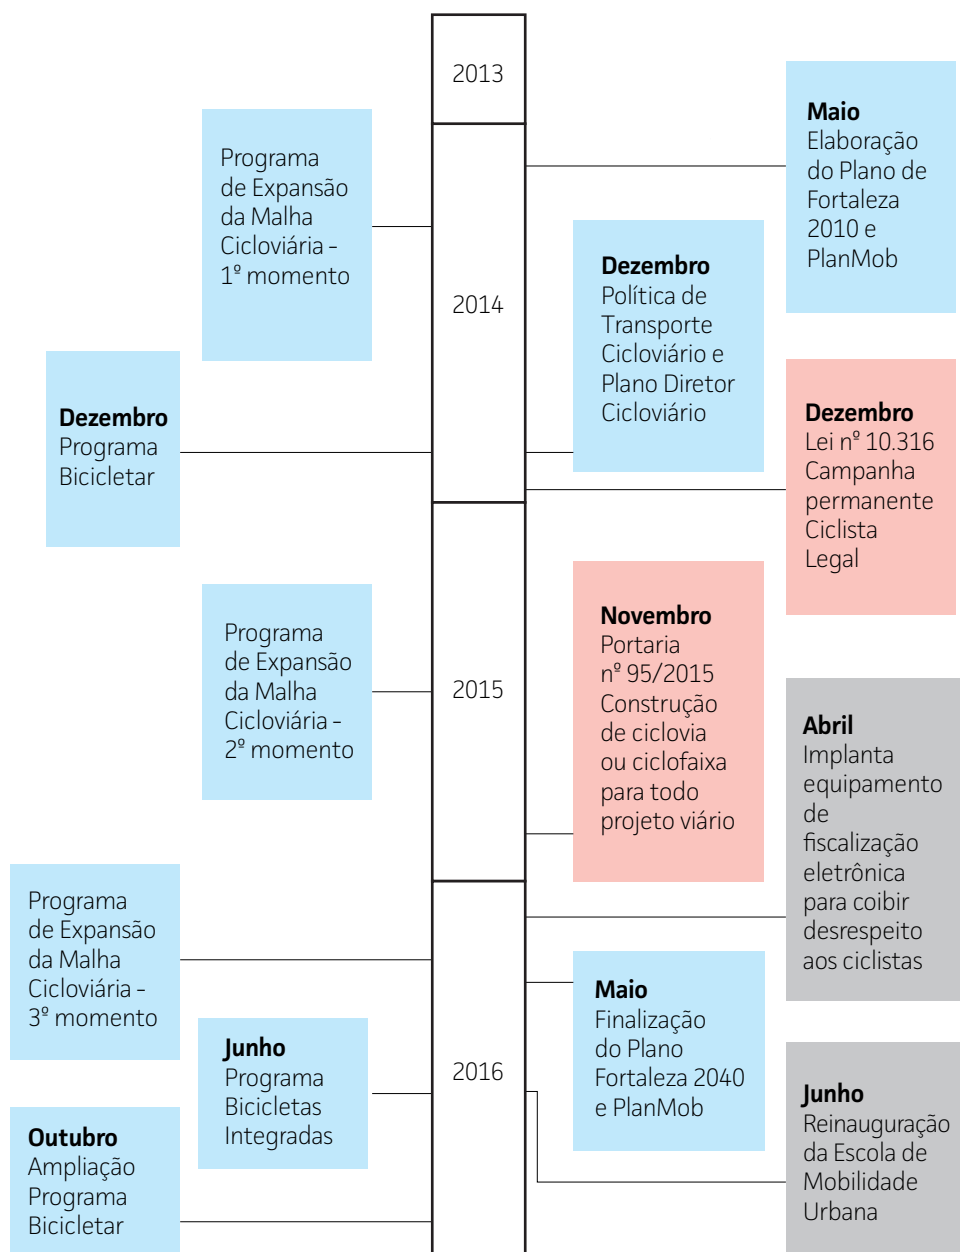 2013
Maio
Elaboração
do Plano de
Fortaleza
2010 e
PlanMob
Programa
de Expansão
da Malha
Cicloviária -
1º momento
2014
Dezembro
Política de
Transporte
Cicloviário e
Plano Diretor
Cicloviário
Dezembro
Programa
Bicicletar
Dezembro
Lei nº 10.316
Campanha
permanente
Ciclista
Legal
Programa
de Expansão
da Malha
Cicloviária -
2º momento
2015
Novembro
Portaria
nº 95/2015
Construção
de ciclovia
ou ciclofaixa
para todo
projeto viário
Abril
Implanta
equipamento
de
fiscalização
eletrônica
para coibir
desrespeito
aos ciclistas
Programa
de Expansão
da Malha
Cicloviária -
3º momento
2016
Maio
Finalização
do Plano
Fortaleza 2040
e PlanMob
Junho
Programa
Bicicletas
Integradas
Junho
Reinauguração
da Escola de
Mobilidade
Urbana
Outubro
Ampliação
Programa
Bicicletar